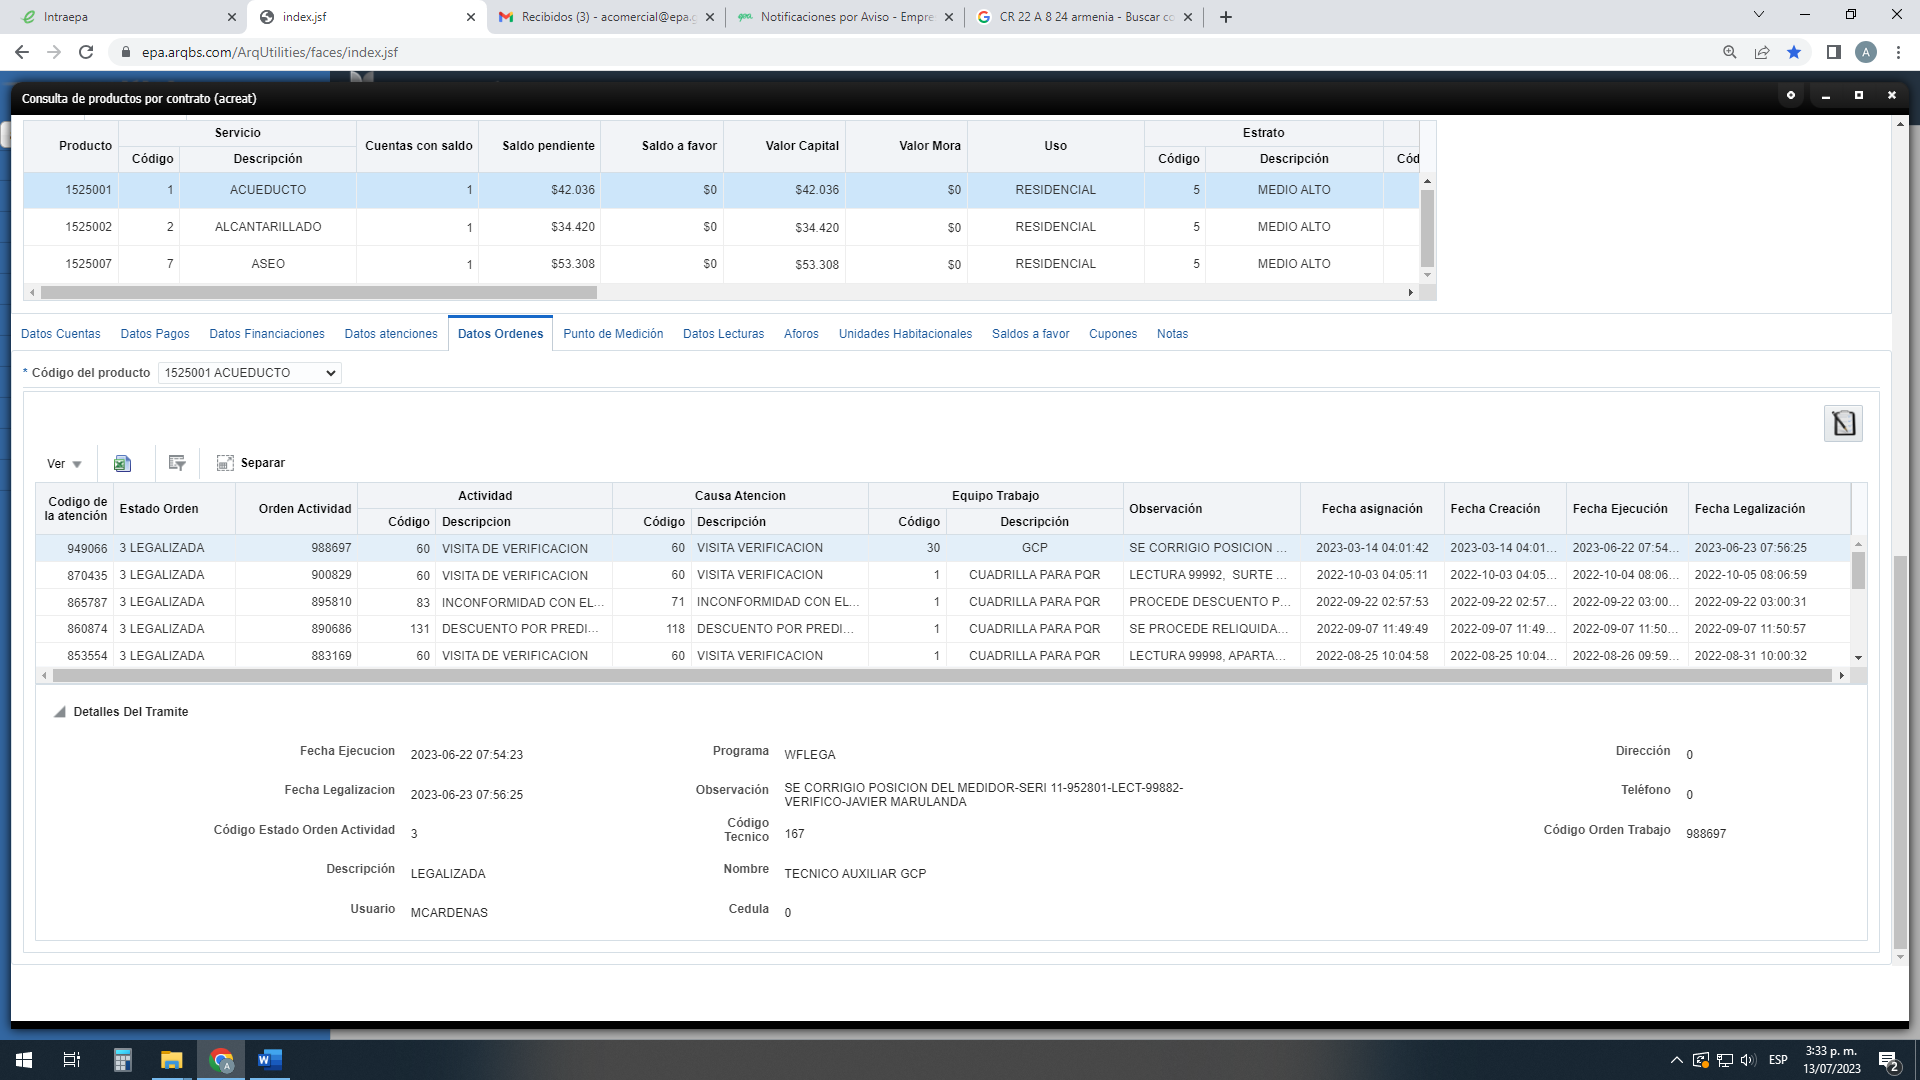 Intraepa
index.jsf
Recibidos (3) - acomercial@epa.g
Notificaciones por Aviso - Empre
CR 22 A 8 24 armenia - Buscar co
epa.arqbs.com/ArqUtilities/faces/index.jsf
A
Consulta de productos por contrato (acreat)
Producto Servicio Cuentas con saldo Saldo pendiente Saldo a favor Valor Capital Valor Mora Uso Estrato
Código Descripción Código Descripción Cód
1525001 1 ACUEDUCTO 1 $42.036 $0 $42.036 $0 RESIDENCIAL 5 MEDIO ALTO
1525002 2 ALCANTARILLADO 1 $34.420 $0 $34.420 $0 RESIDENCIAL 5 MEDIO ALTO
1525007 7 ASEO 1 $53.308 $0 $53.308 $0 RESIDENCIAL 5 MEDIO ALTO
Datos Cuentas Datos Pagos Datos Financiaciones Datos atenciones Datos Ordenes Punto de Medición Datos Lecturas Aforos Unidades Habitacionales Saldos a favor Cupones Notas
* Código del producto 1525001 ACUEDUCTO
Ver Separar
Codigo de la atención Estado Orden Orden Actividad Actividad Causa Atencion Equipo Trabajo Observación Fecha asignación Fecha Creación Fecha Ejecución Fecha Legalización
Código Descripcion Código Descripción Código Descripción
949066 3 LEGALIZADA 988697 60 VISITA DE VERIFICACION 60 VISITA VERIFICACION 30 GCP SE CORRIGIO POSICION ... 2023-03-14 04:01:42 2023-03-14 04:01... 2023-06-22 07:54... 2023-06-23 07:56:25
870435 3 LEGALIZADA 900829 60 VISITA DE VERIFICACION 60 VISITA VERIFICACION 1 CUADRILLA PARA PQR LECTURA 99992, SURTE ... 2022-10-03 04:05:11 2022-10-03 04:05... 2022-10-04 08:06... 2022-10-05 08:06:59
865787 3 LEGALIZADA 895810 83 INCONFORMIDAD CON EL... 71 INCONFORMIDAD CON EL... 1 CUADRILLA PARA PQR PROCEDE DESCUENTO P... 2022-09-22 02:57:53 2022-09-22 02:57... 2022-09-22 03:00... 2022-09-22 03:00:31
860874 3 LEGALIZADA 890686 131 DESCUENTO POR PREDI... 118 DESCUENTO POR PREDI... 1 CUADRILLA PARA PQR SE PROCEDE RELIQUIDA... 2022-09-07 11:49:49 2022-09-07 11:49... 2022-09-07 11:50... 2022-09-07 11:50:57
853554 3 LEGALIZADA 883169 60 VISITA DE VERIFICACION 60 VISITA VERIFICACION 1 CUADRILLA PARA PQR LECTURA 99998, APARTA... 2022-08-25 10:04:58 2022-08-25 10:04... 2022-08-26 09:59... 2022-08-31 10:00:32
Detalles Del Tramite
Fecha Ejecucion 2023-06-22 07:54:23 Programa WFLEGA Dirección 0
Fecha Legalizacion 2023-06-23 07:56:25 Observación SE CORRIGIO POSICION DEL MEDIDOR-SERI 11-952801-LECT-99882- Teléfono 0
VERIFICO-JAVIER MARULANDA
Código Estado Orden Actividad 3 Código Tecnico 167 Código Orden Trabajo 988697
Descripción LEGALIZADA Nombre TECNICO AUXILIAR GCP
Usuario MCARDENAS Cedula 0
ESP
3:33 p. m.
13/07/2023
2